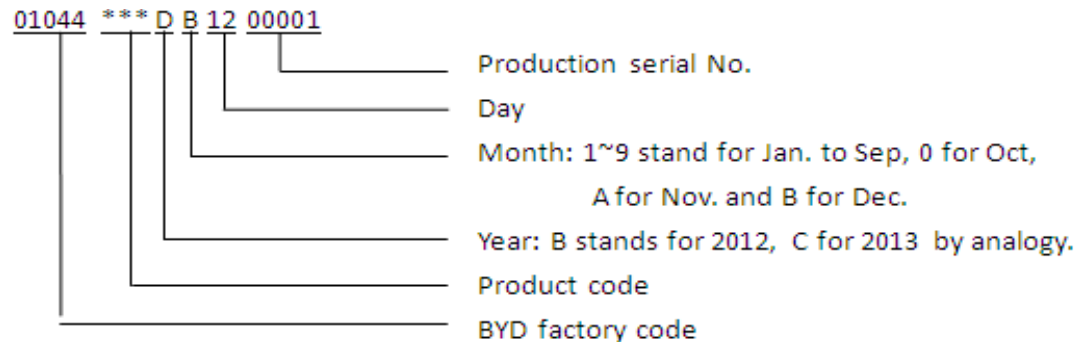 01044 *** D B 12 00001
Production serial No.
Day
Month: 1~9 stand for Jan. to Sep, 0 for Oct,
A for Nov. and B for Dec.
Year: B stands for 2012, C for 2013 by analogy.
Product code
BYD factory code